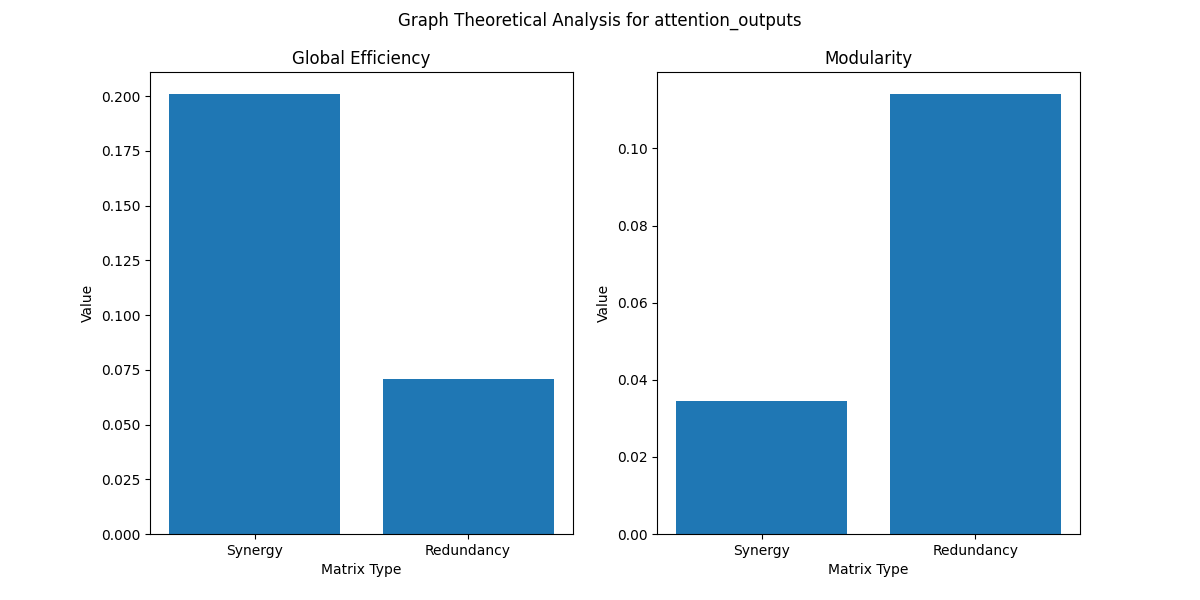 Graph Theoretical Analysis for attention_outputs
Global Efficiency
0.200
0.175
0.150
0.125
0.100
0.075
0.050
0.025
0.000
Value
Synergy
Redundancy
Matrix Type
Modularity
0.10
0.08
0.06
0.04
0.02
0.00
Value
Synergy
Redundancy
Matrix Type